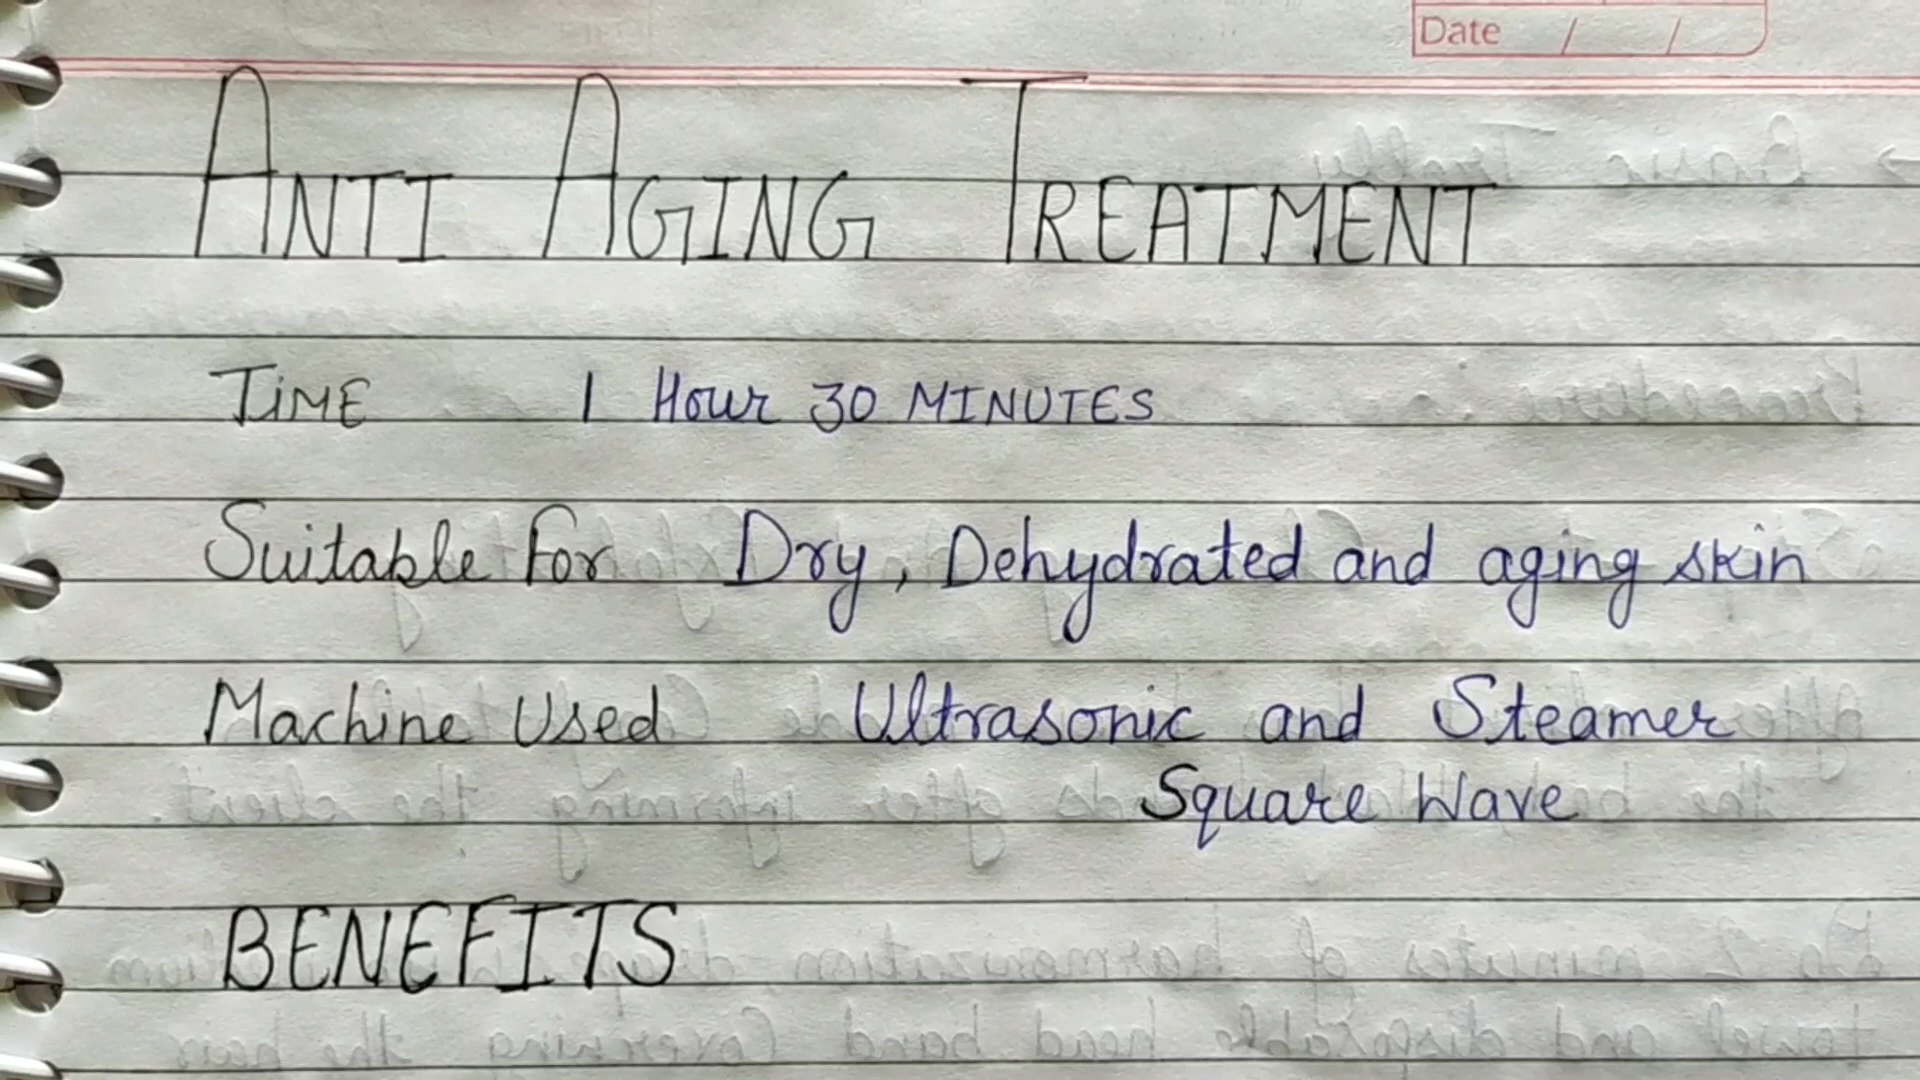 Date / /
ANTI AGING TREATMENT
TIME 1 Hour 30 MINUTES
Suitable For Dry, Dehydrated and aging skin
Machine Used Ultrasonic and Steamer
Square Wave
BENEFITS